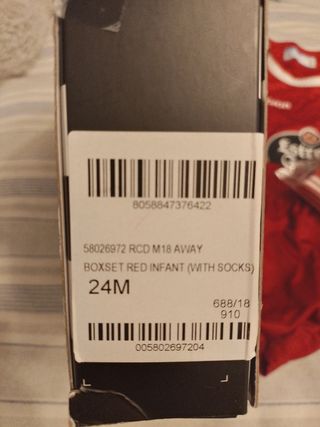 8058847376422
58026972 RCD M18 AWAY
BOXSET RED INFANT (WITH SOCKS)
24M
688/18
910
005802697204